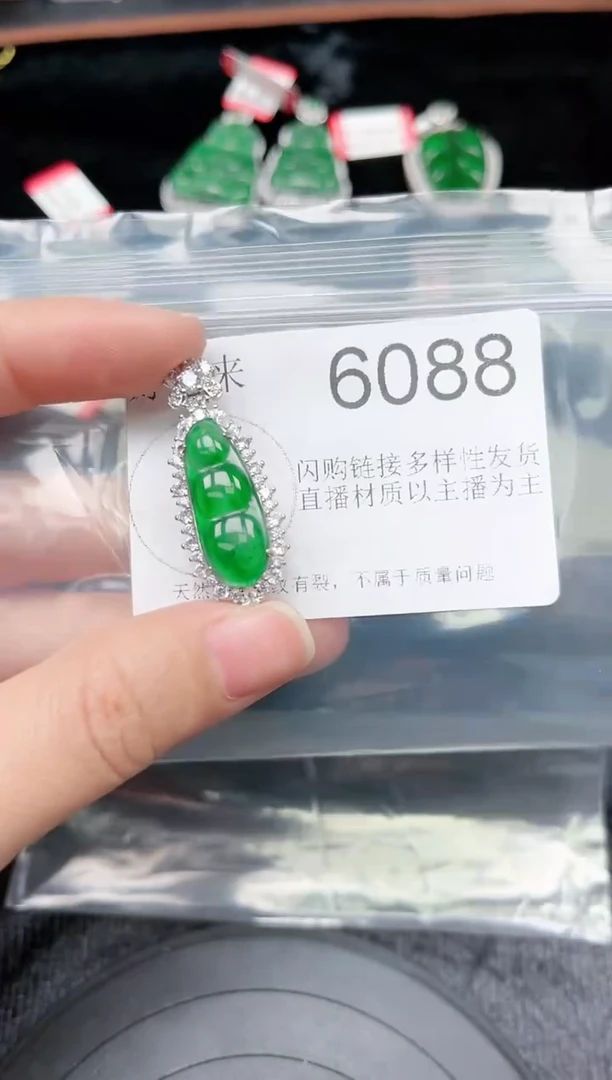 来 6088
闪购链接多样性发货
直播材质以主播为主
天然 有裂，不属于质量问题